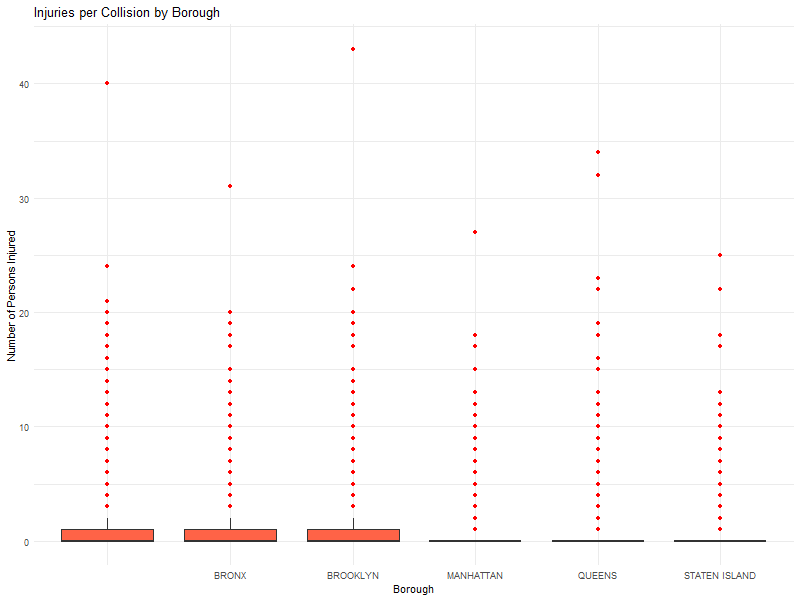 Injuries per Collision by Borough
Number of Persons Injured
40
30
20
10
0
BRONX BROOKLYN MANHATTAN QUEENS STATEN ISLAND
Borough